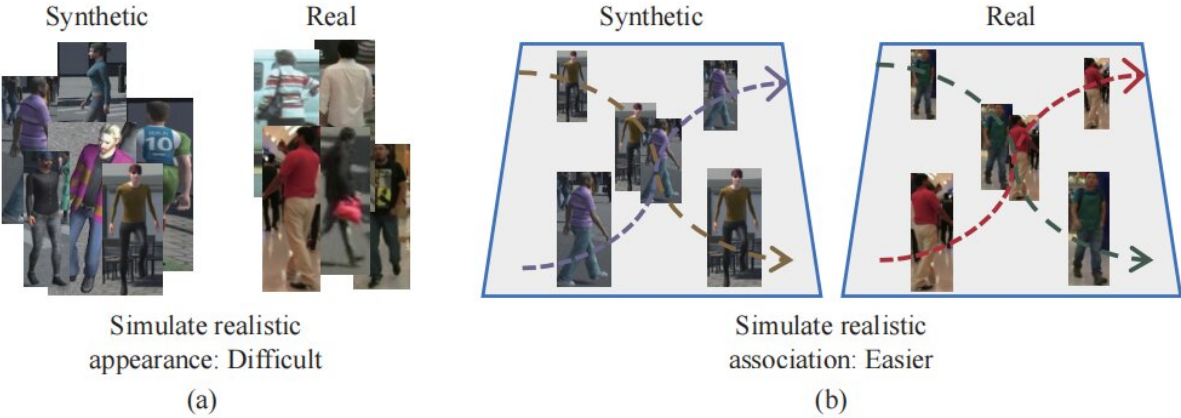 Synthetic
Real
10
Simulate realistic
appearance: Difficult
(a)
Synthetic
Real
Simulate realistic
association: Easier
(b)